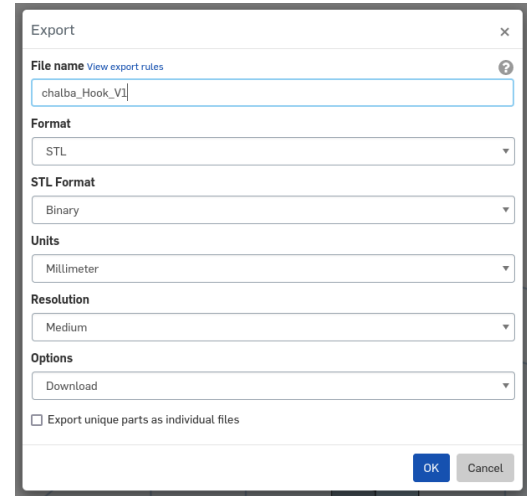 Export ×
File name View export rules ?
chalba_Hook_V1
Format
STL
STL Format
Binary
Units
Millimeter
Resolution
Medium
Options
Download
Export unique parts as individual files
OK Cancel